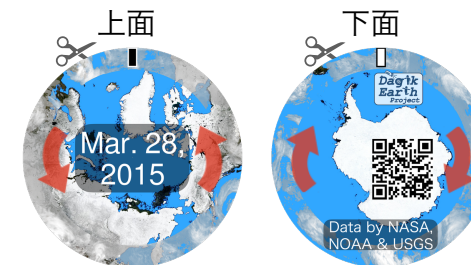 上面
下面
Mar. 28,
2015
Dagik
Earth
Project
Data by NASA,
NOAA & USGS